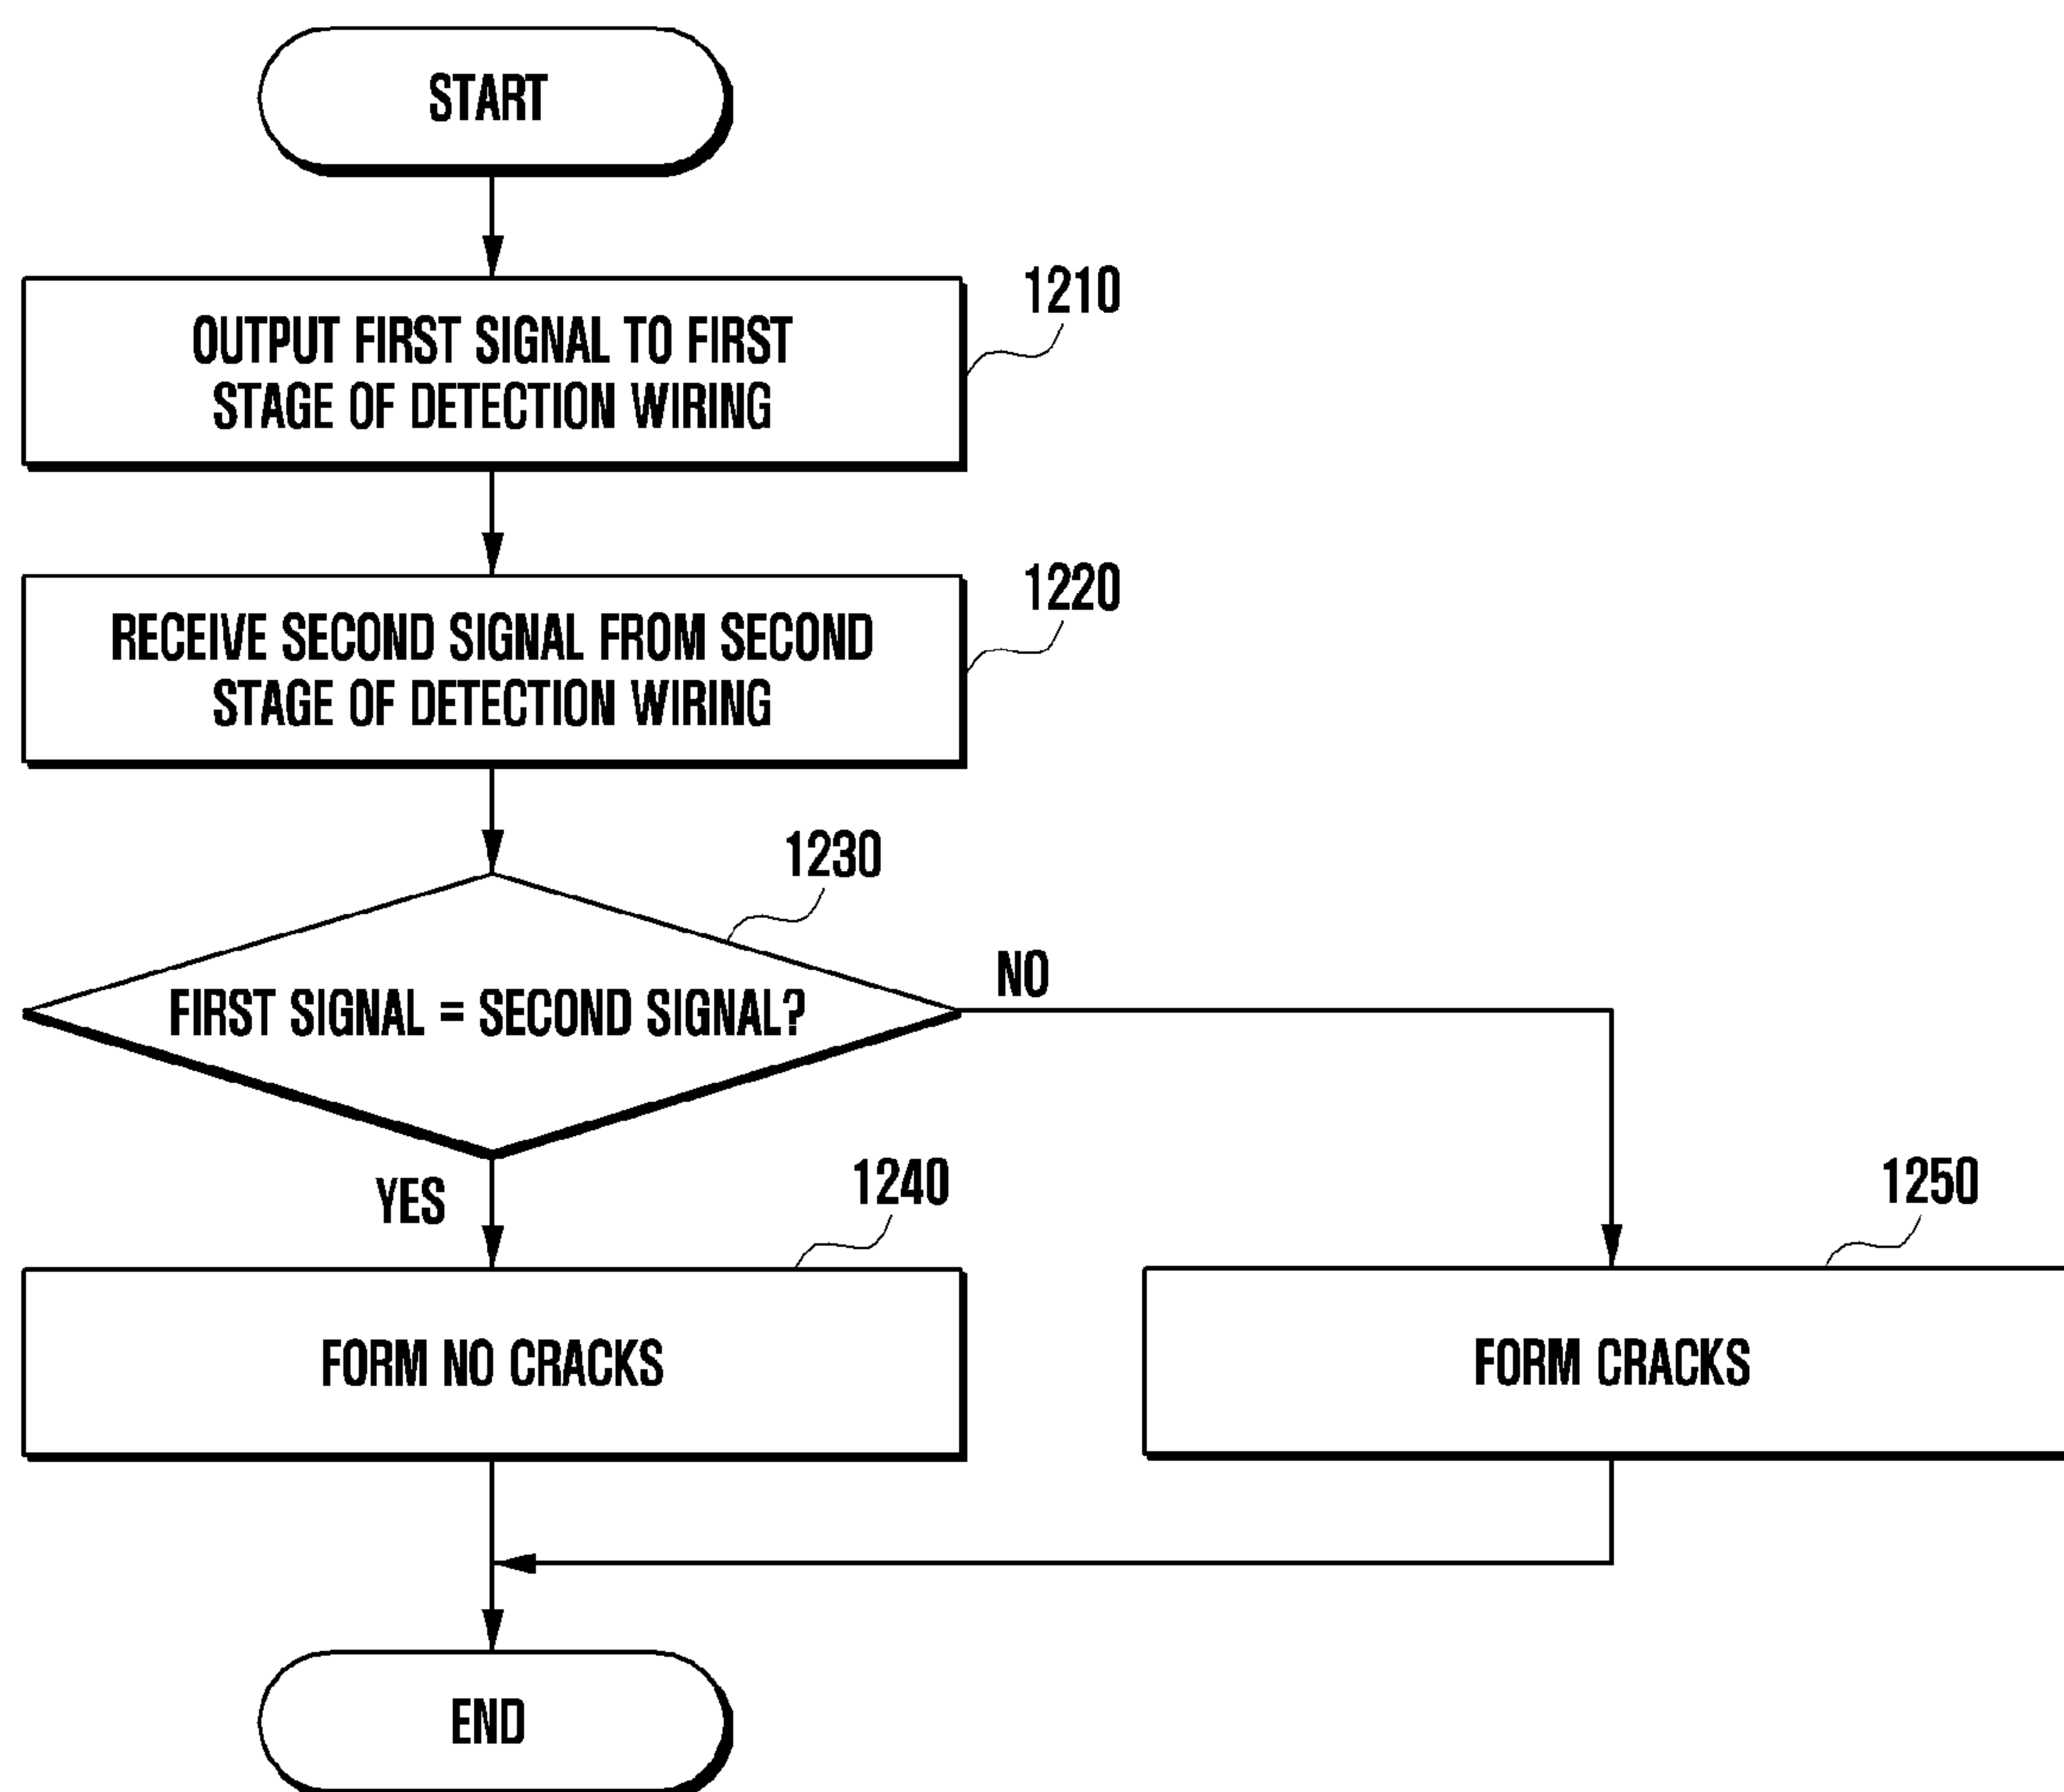 START
1210
OUTPUT FIRST SIGNAL TO FIRST
STAGE OF DETECTION WIRING
1220
RECEIVE SECOND SIGNAL FROM SECOND
STAGE OF DETECTION WIRING
1230
FIRST SIGNAL = SECOND SIGNAL?
NO
YES
1240
FORM NO CRACKS
1250
FORM CRACKS
END